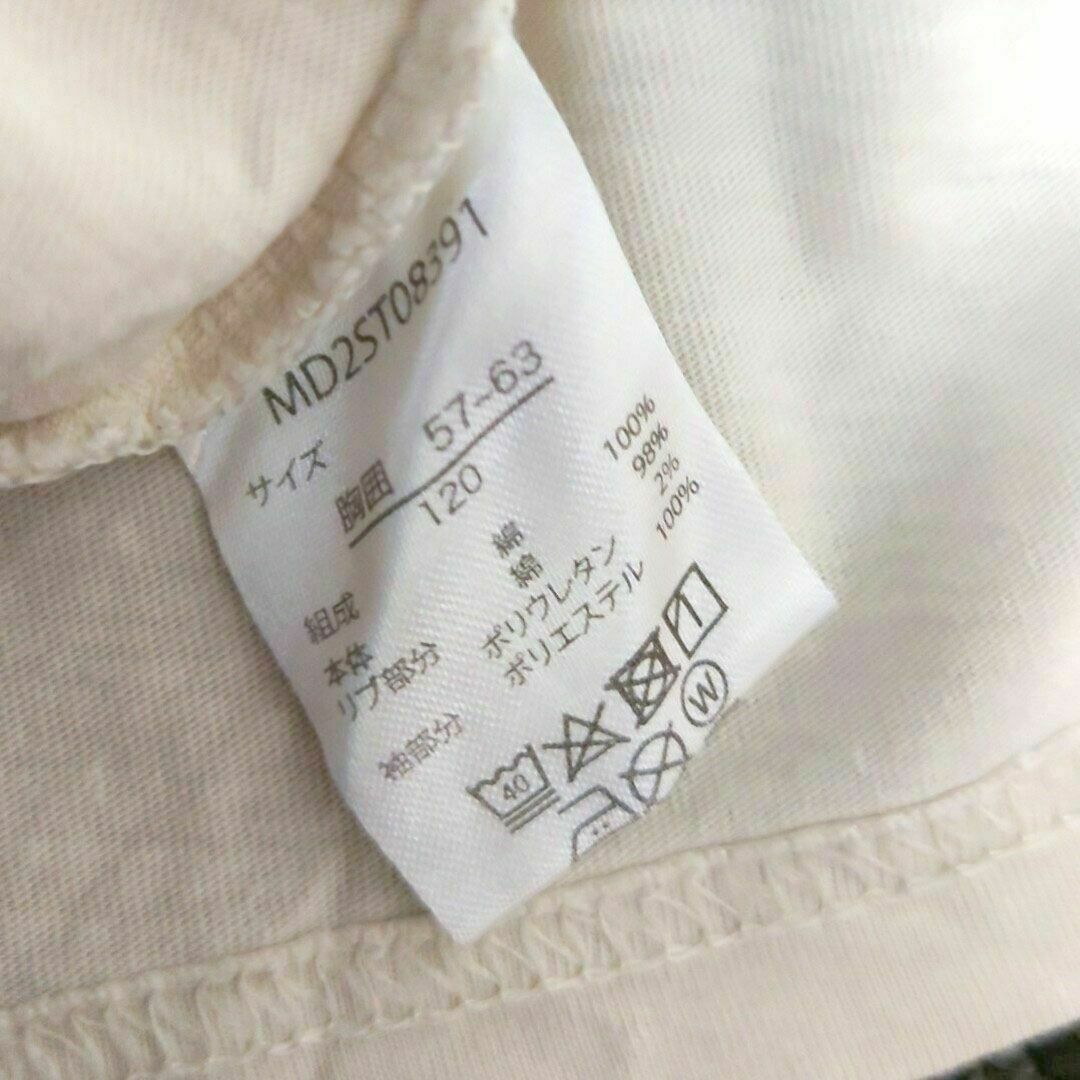 MD2ST08391
サイズ
胸囲 57~63
120
組成
本体 綿 100%
リブ部分 綿 98%
ポリウレタン 2%
袖部分 ポリエステル 100%
40
W